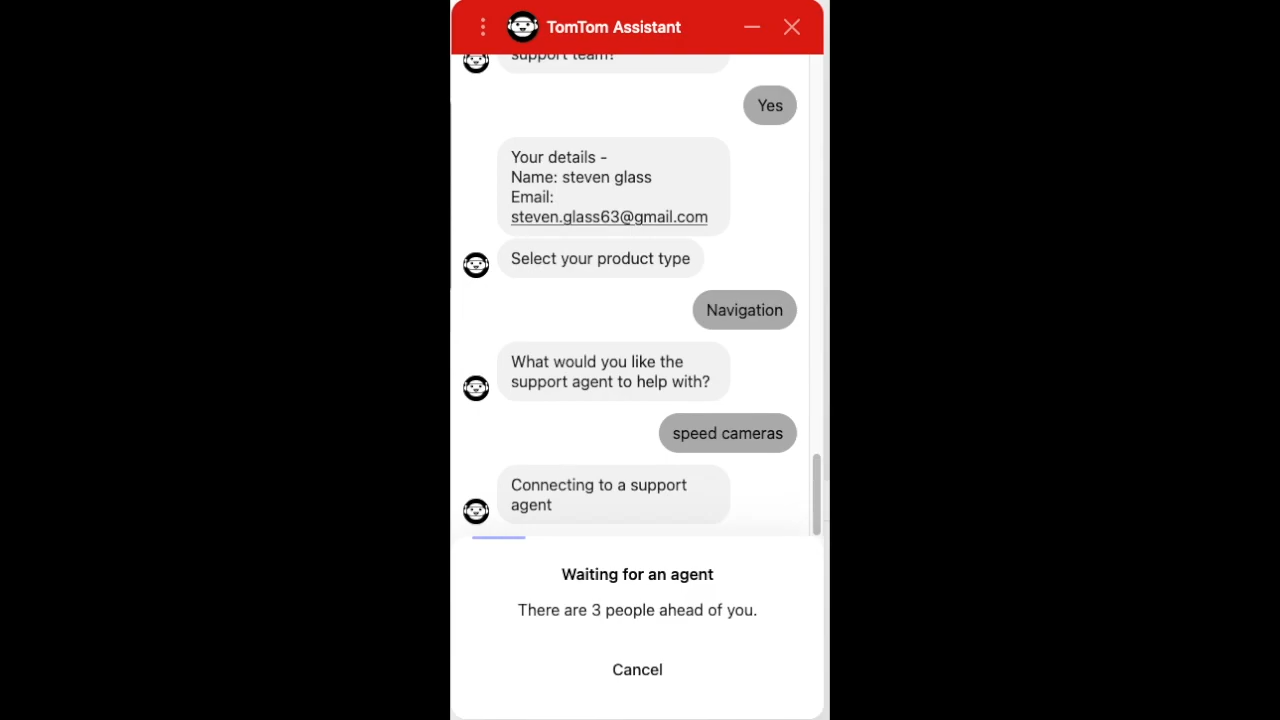 TomTom Assistant
support team?
Yes
Your details -
Name: steven glass
Email:
steven.glass63@gmail.com
Select your product type
Navigation
What would you like the
support agent to help with?
speed cameras
Connecting to a support
agent
Waiting for an agent
There are 3 people ahead of you.
Cancel